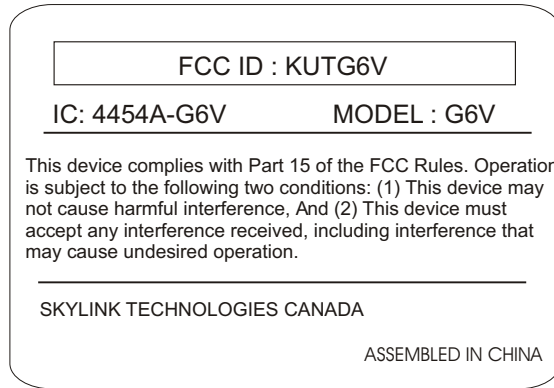 FCC ID : KUTG6V
IC: 4454A-G6V MODEL : G6V
This device complies with Part 15 of the FCC Rules. Operation
is subject to the following two conditions: (1) This device may
not cause harmful interference, And (2) This device must
accept any interference received, including interference that
may cause undesired operation.
SKYLINK TECHNOLOGIES CANADA
ASSEMBLED IN CHINA